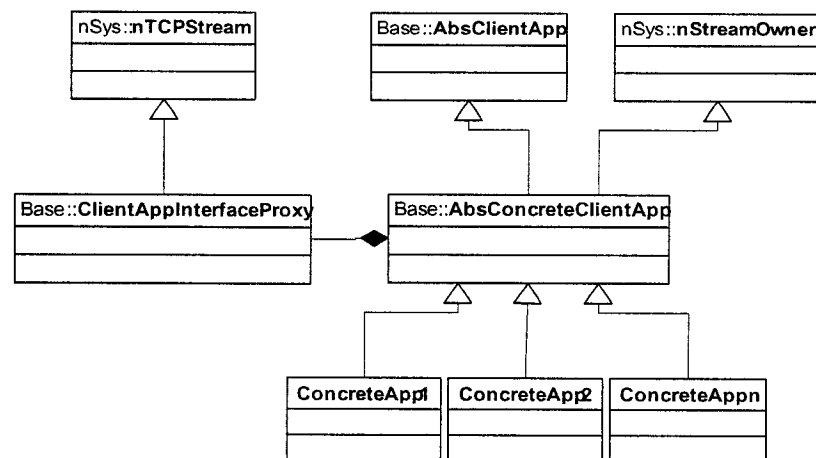 nSys::nTCPStream
Base::AbsClientApp
nSys::nStreamOwner
Base::ClientAppInterfaceProxy
Base::AbsConcreteClientApp
ConcreteApp1
ConcreteApp2
ConcreteAppn